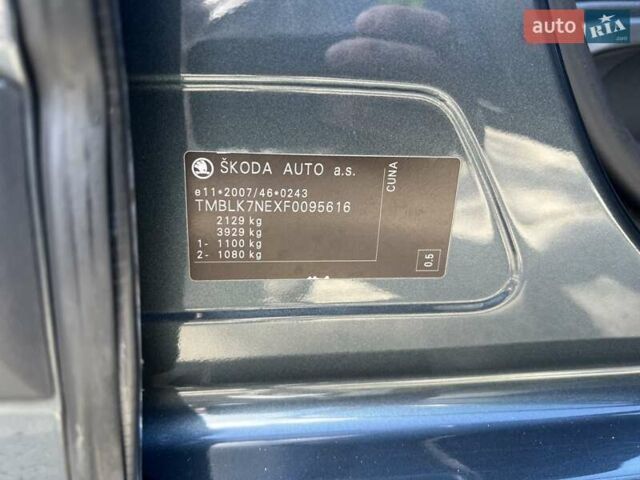 auto RIA
.com
ŠKODA AUTO a.s.
e11*2007/46*0243
TMBLK7NEXF0095616
2129 kg
3929 kg
1- 1100 kg
2- 1080 kg
CUNA
0.5